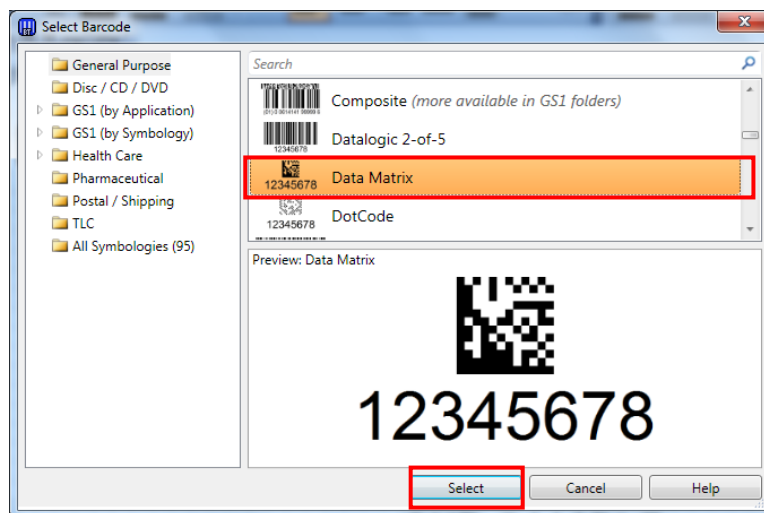 Select Barcode
General Purpose
Disc / CD / DVD
GS1 (by Application)
GS1 (by Symbology)
Health Care
Pharmaceutical
Postal / Shipping
TLC
All Symbologies (95)
Search
Composite (more available in GS1 folders)
Datalogic 2-of-5
12345678
Data Matrix
12345678
DotCode
12345678
Preview: Data Matrix
12345678
Select
Cancel
Help